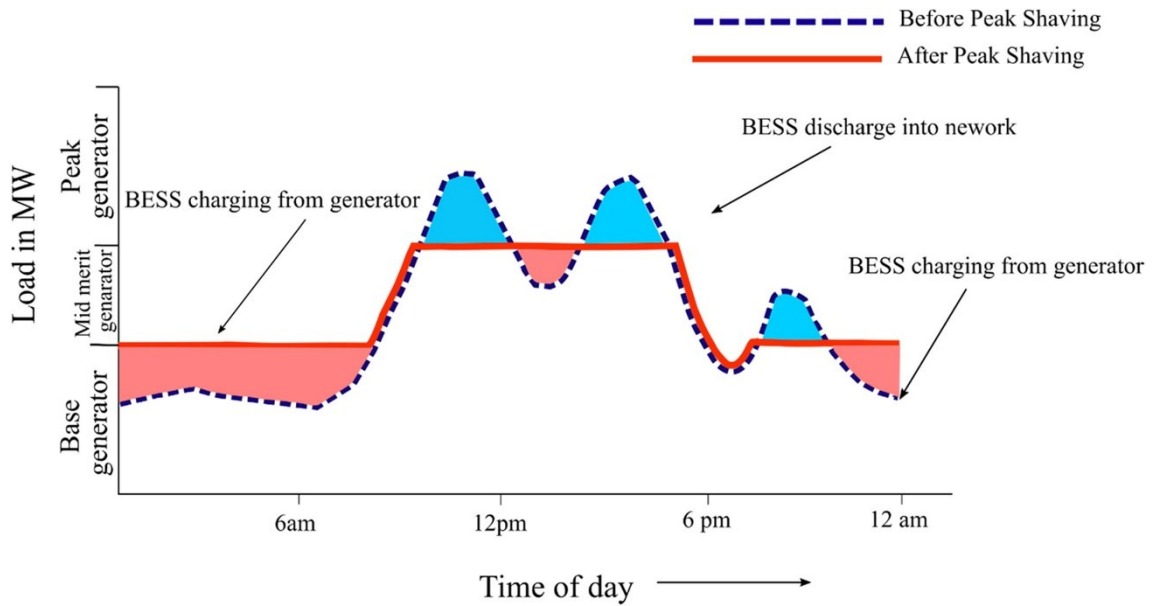 Before Peak Shaving
After Peak Shaving
BESS discharge into nework
BESS charging from generator
BESS charging from generator
Load in MW
Peak
generator
Mid merit
genarator
Base
generator
6am
12pm
6 pm
12 am
Time of day